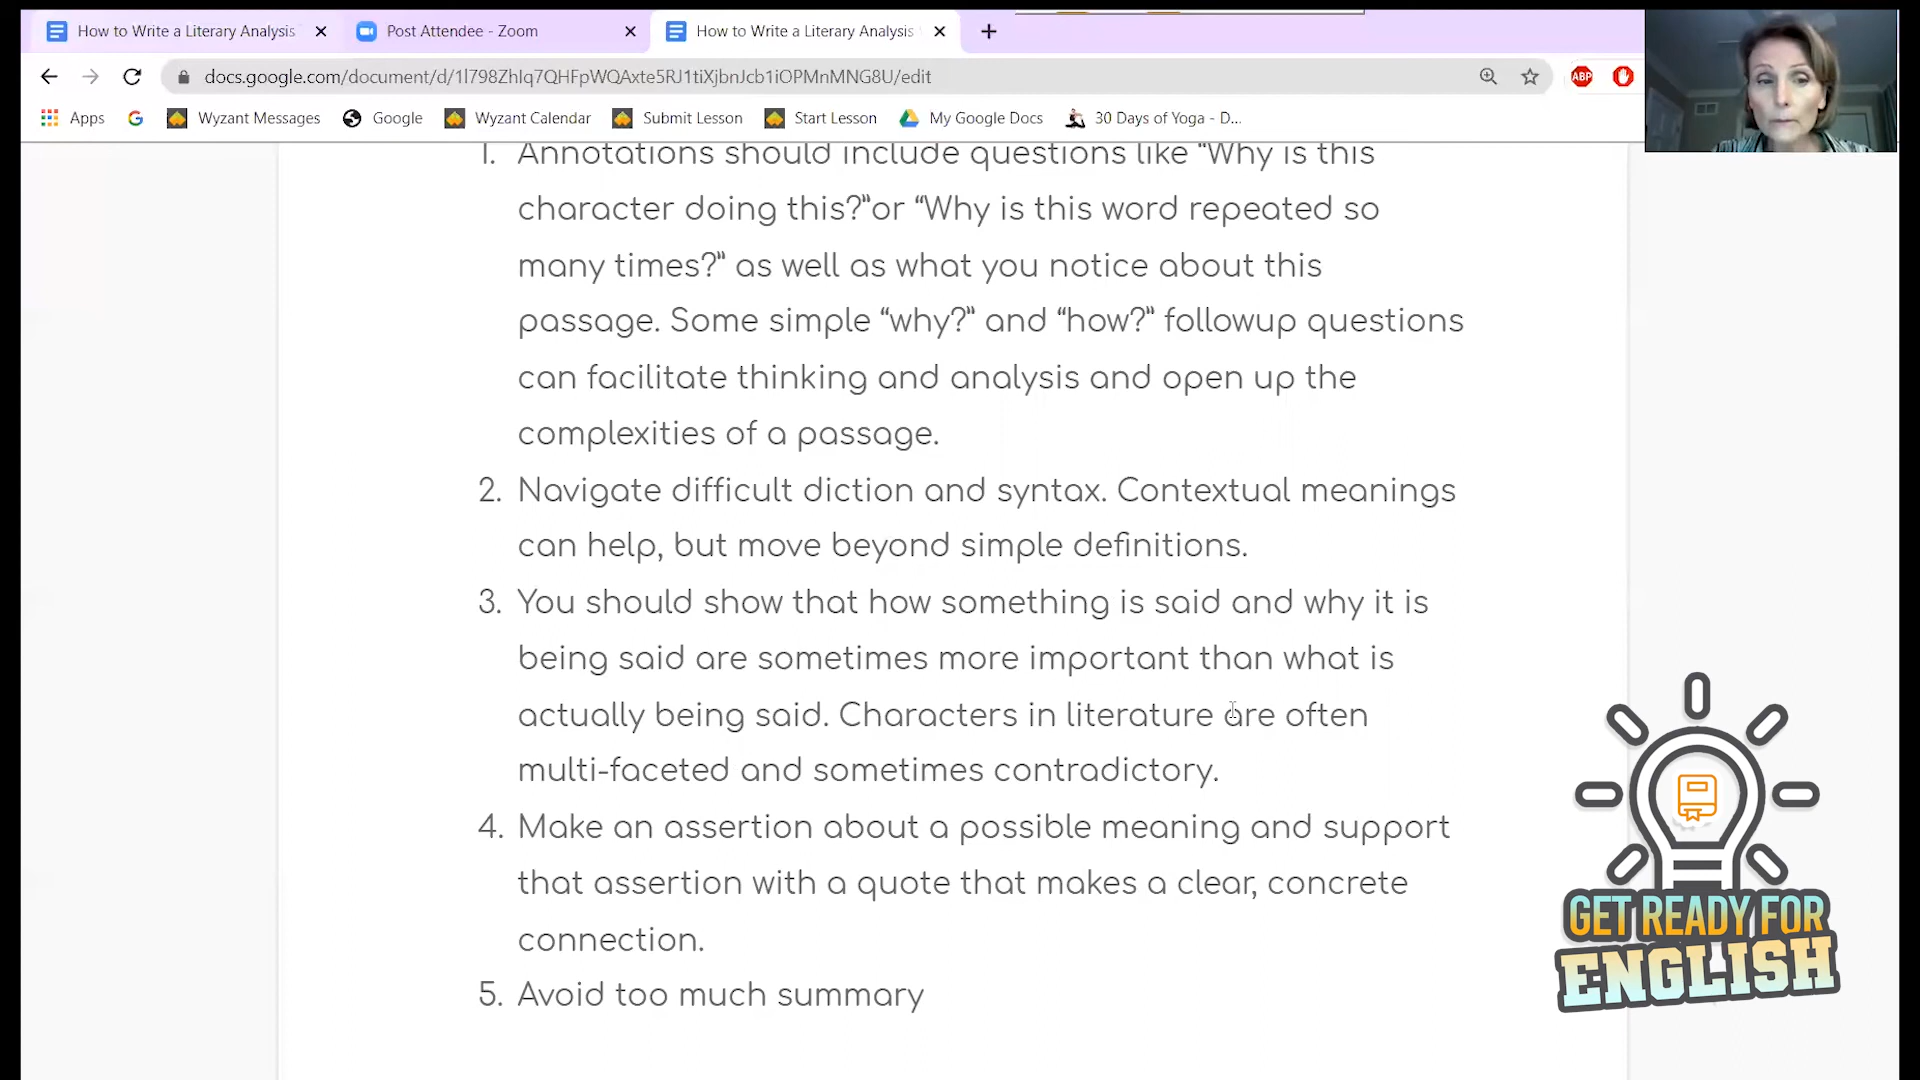 How to Write a Literary Analysis
Post Attendee - Zoom
How to Write a Literary Analysis
docs.google.com/document/d/1l798ZhIq7QHFpWQAxte5RJ1tiXjbnJcb1iOPMnMNG8U/edit
ABP
Apps
Wyzant Messages
Google
Wyzant Calendar
Submit Lesson
Start Lesson
My Google Docs
30 Days of Yoga - D...
1. Annotations should include questions like “Why is this
character doing this?”or “Why is this word repeated so
many times?” as well as what you notice about this
passage. Some simple “why?” and “how?” followup questions
can facilitate thinking and analysis and open up the
complexities of a passage.
2. Navigate difficult diction and syntax. Contextual meanings
can help, but move beyond simple definitions.
3. You should show that how something is said and why it is
being said are sometimes more important than what is
actually being said. Characters in literature are often
multi-faceted and sometimes contradictory.
4. Make an assertion about a possible meaning and support
that assertion with a quote that makes a clear, concrete
connection.
5. Avoid too much summary
GET READY FOR
ENGLISH